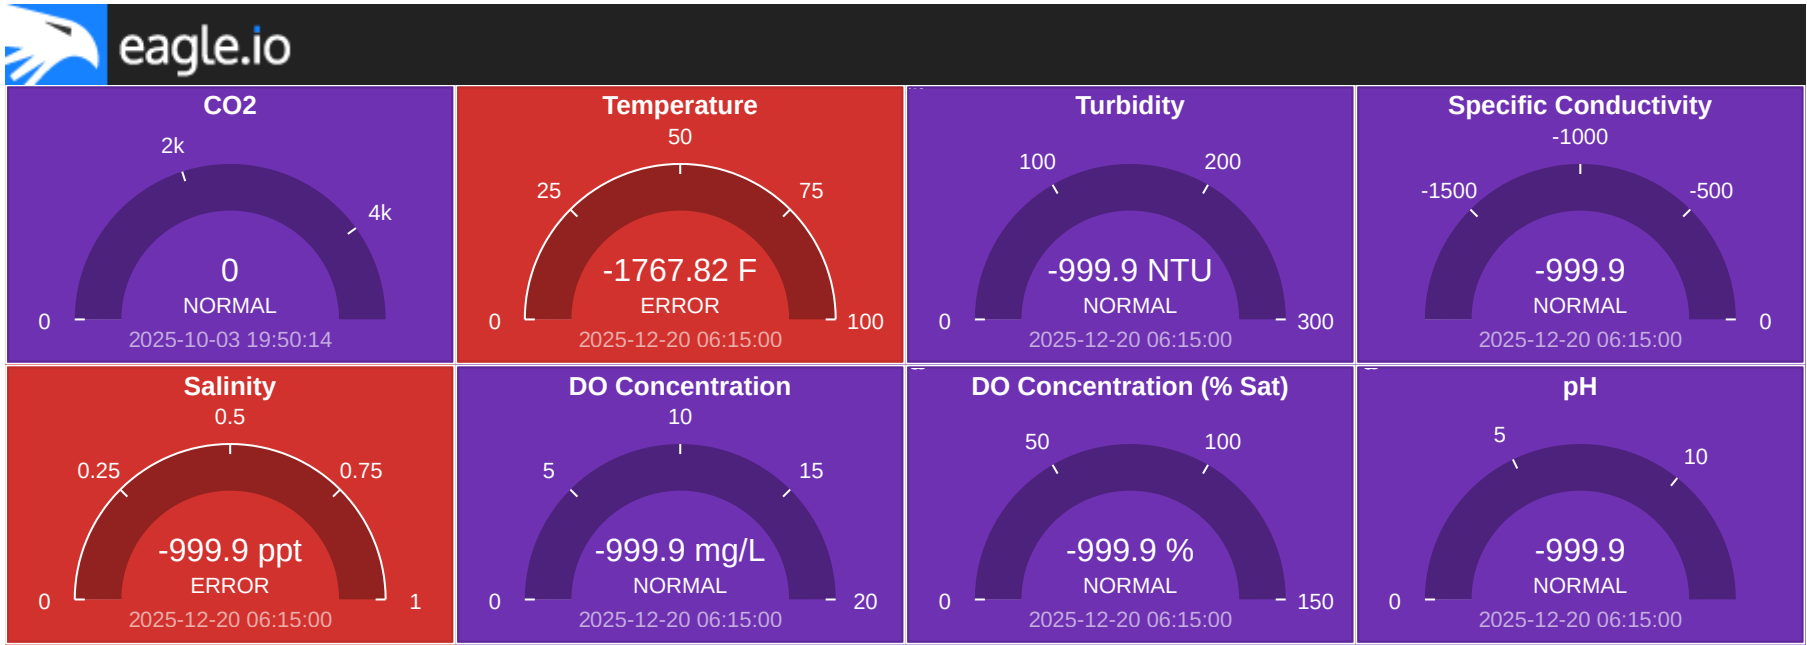 eagle.io
CO2
2k
4k
0
NORMAL
0
2025-10-03 19:50:14
Temperature
50
25
75
-1767.82 F
ERROR
0
100
2025-12-20 06:15:00
Turbidity
100
200
-999.9 NTU
NORMAL
0
300
2025-12-20 06:15:00
Specific Conductivity
-1000
-1500
-500
-999.9
NORMAL
0
2025-12-20 06:15:00
Salinity
0.5
0.25
0.75
-999.9 ppt
ERROR
0
1
2025-12-20 06:15:00
DO Concentration
10
5
15
-999.9 mg/L
NORMAL
0
20
2025-12-20 06:15:00
DO Concentration (% Sat)
50
100
-999.9 %
NORMAL
0
150
2025-12-20 06:15:00
pH
5
10
-999.9
NORMAL
0
2025-12-20 06:15:00